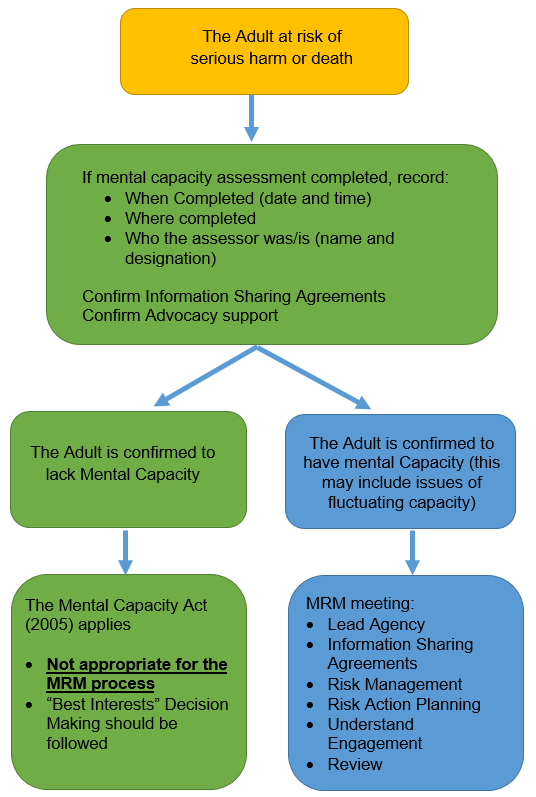 The Adult at risk of
serious harm or death
If mental capacity assessment completed, record:
• When Completed (date and time)
• Where completed
• Who the assessor was/is (name and
designation)
Confirm Information Sharing Agreements
Confirm Advocacy support
The Adult is confirmed to
lack Mental Capacity
The Adult is confirmed to
have mental Capacity (this
may include issues of
fluctuating capacity)
The Mental Capacity Act
(2005) applies
• Not appropriate for the
MRM process
• “Best Interests” Decision
Making should be
followed
MRM meeting:
• Lead Agency
• Information Sharing
Agreements
• Risk Management
• Risk Action Planning
• Understand
Engagement
• Review